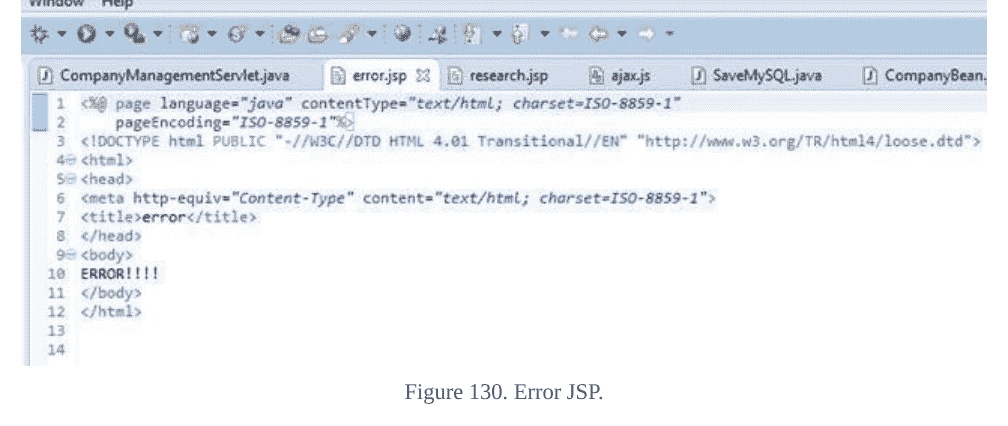 Window Help
CompanyManagementServlet.java error.jsp research.jsp ajax.js SaveMySQL.java CompanyBean.
1 <%@ page language="java" contentType="text/html; charset=ISO-8859-1"
2 pageEncoding="ISO-8859-1"%>
3 <!DOCTYPE html PUBLIC "-//W3C//DTD HTML 4.01 Transitional//EN" "http://www.w3.org/TR/html4/loose.dtd">
4 <html>
5 <head>
6 <meta http-equiv="Content-Type" content="text/html; charset=ISO-8859-1">
7 <title>error</title>
8 </head>
9 <body>
10 ERROR!!!!
11 </body>
12 </html>
13
14
Figure 130. Error JSP.